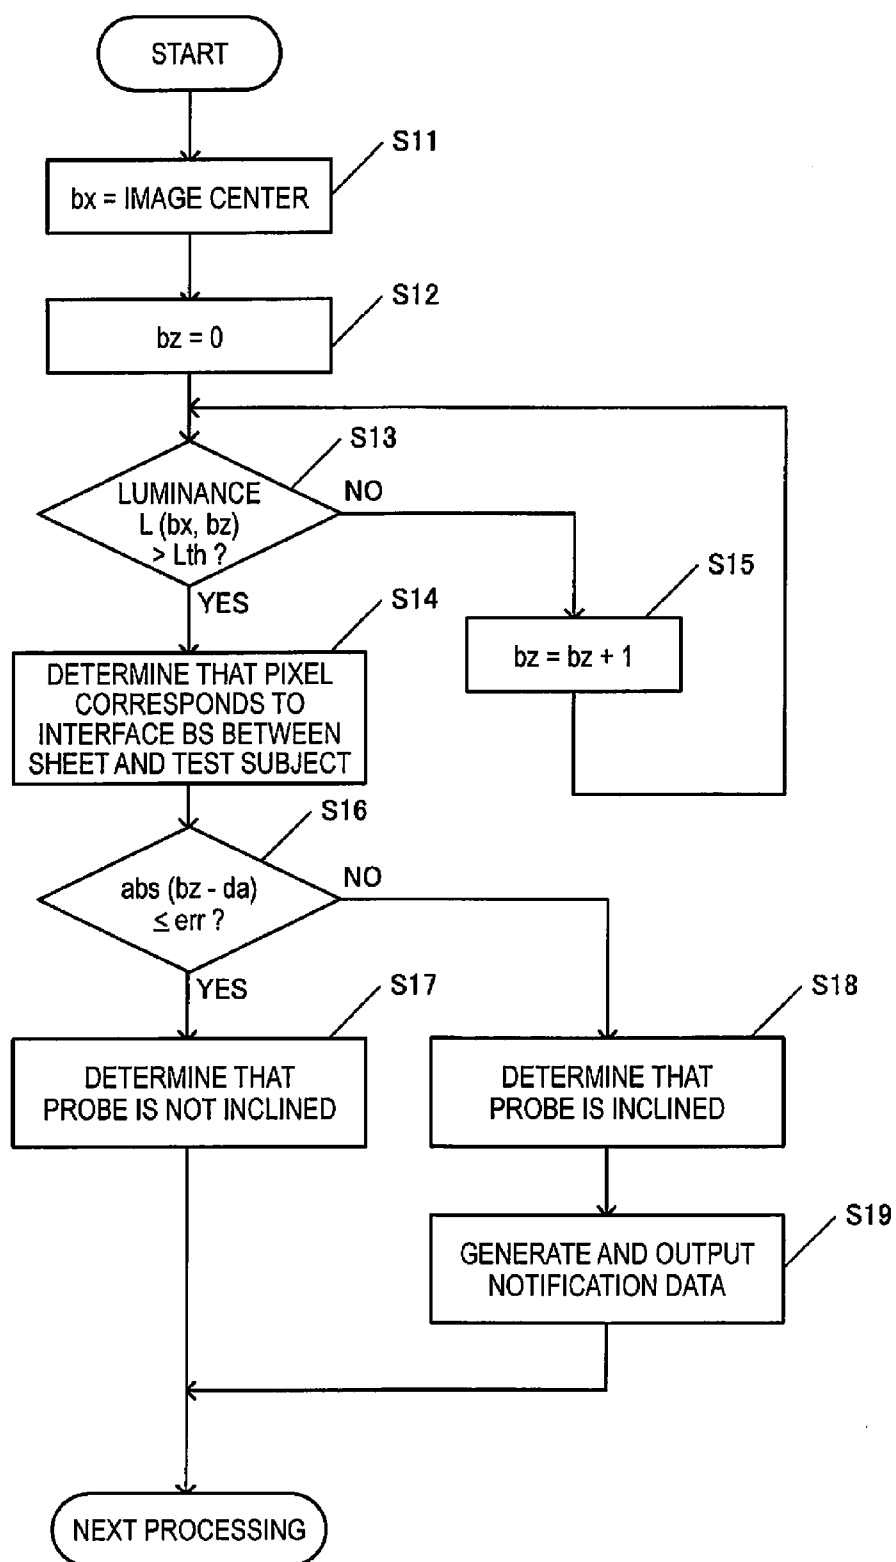 START
S11
bx = IMAGE CENTER
S12
bz = 0
S13
LUMINANCE
L (bx, bz)
> Lth ?
NO
YES
S15
bz = bz + 1
S14
DETERMINE THAT PIXEL
CORRESPONDS TO
INTERFACE BS BETWEEN
SHEET AND TEST SUBJECT
S16
abs (bz - da)
≤ err ?
NO
YES
S17
DETERMINE THAT
PROBE IS NOT INCLINED
S18
DETERMINE THAT
PROBE IS INCLINED
S19
GENERATE AND OUTPUT
NOTIFICATION DATA
NEXT PROCESSING